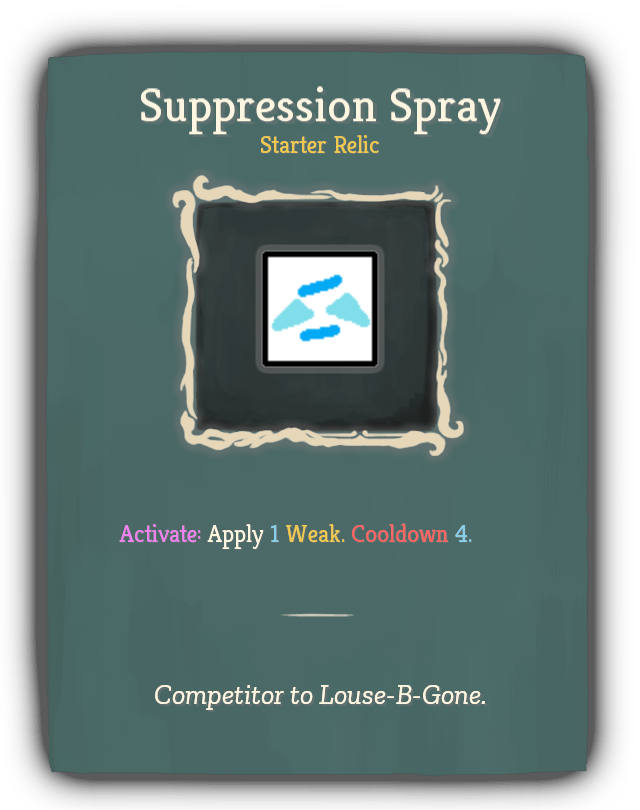 Suppression Spray
Starter Relic
Activate: Apply 1 Weak. Cooldown 4.
Competitor to Louse-B-Gone.